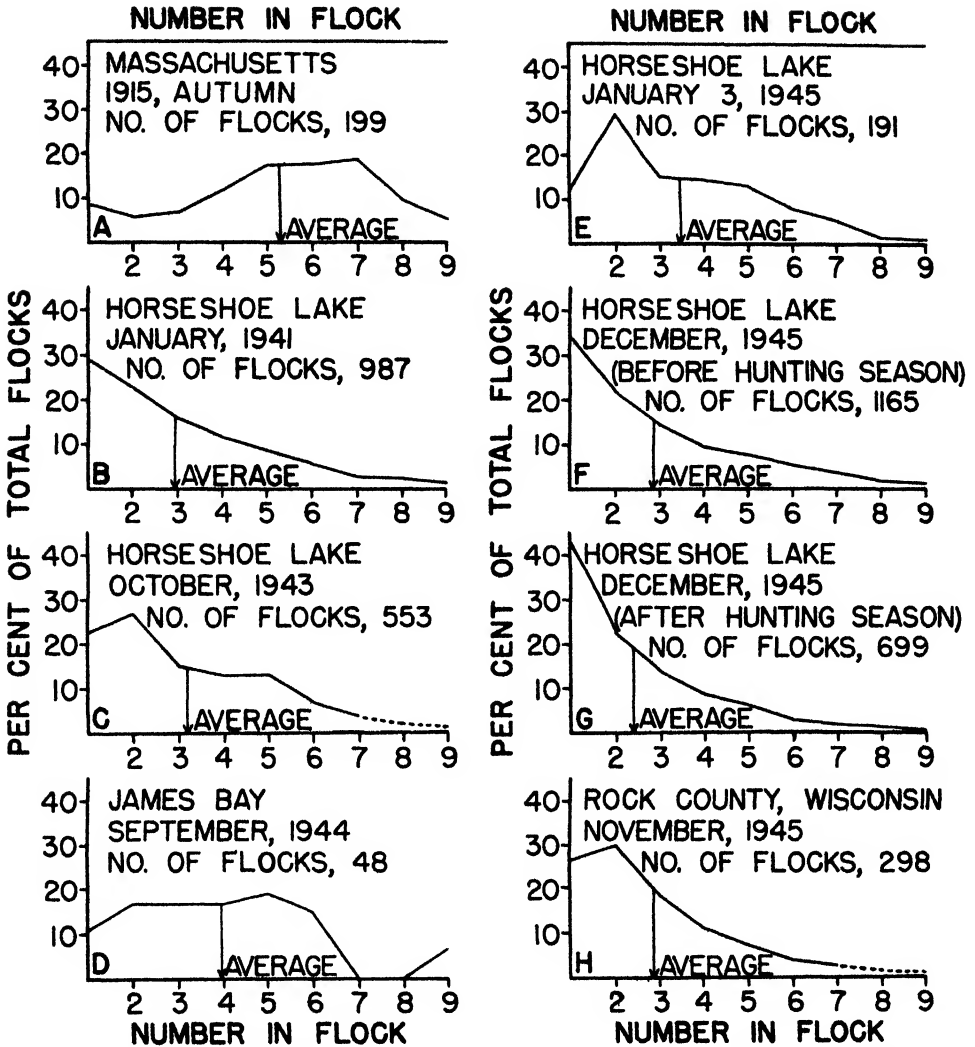 NUMBER IN FLOCK
40
30
20
10
MASSACHUSETTS
1915, AUTUMN
NO. OF FLOCKS, 199
A
AVERAGE
2 3 4 5 6 7 8 9
40
30
20
10
HORSESHOE LAKE
JANUARY, 1941
NO. OF FLOCKS, 987
B
AVERAGE
2 3 4 5 6 7 8 9
40
30
20
10
HORSESHOE LAKE
OCTOBER, 1943
NO. OF FLOCKS, 553
C
AVERAGE
2 3 4 5 6 7 8 9
40
30
20
10
JAMES BAY
SEPTEMBER, 1944
NO. OF FLOCKS, 48
D
AVERAGE
2 3 4 5 6 7 8 9
NUMBER IN FLOCK
PER CENT OF TOTAL FLOCKS
NUMBER IN FLOCK
40
30
20
10
HORSESHOE LAKE
JANUARY 3, 1945
NO. OF FLOCKS, 191
E
AVERAGE
2 3 4 5 6 7 8 9
40
30
20
10
HORSESHOE LAKE
DECEMBER, 1945
(BEFORE HUNTING SEASON)
NO. OF FLOCKS, 1165
F
AVERAGE
2 3 4 5 6 7 8 9
40
30
20
10
HORSESHOE LAKE
DECEMBER, 1945
(AFTER HUNTING SEASON)
NO. OF FLOCKS, 699
G
AVERAGE
2 3 4 5 6 7 8 9
40
30
20
10
ROCK COUNTY, WISCONSIN
NOVEMBER, 1945
NO. OF FLOCKS, 298
H
AVERAGE
2 3 4 5 6 7 8 9
NUMBER IN FLOCK
PER CENT OF TOTAL FLOCKS